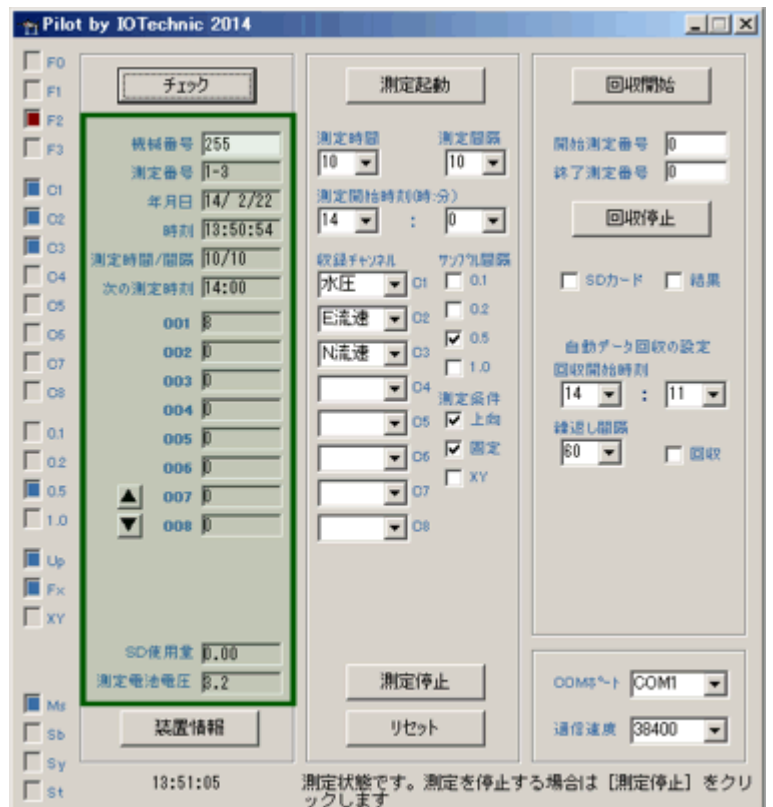 Pilot by IOTechnic 2014
F0
F1
F2
F3
C1
C2
C3
C4
C5
C6
C7
C8
0.1
0.2
0.5
1.0
Up
Fx
XY
Ms
Sb
Sy
St
チェック
機械番号 255
測定番号 1-3
年月日 14/ 2/22
時刻 13:50:54
測定時間/間隔 10/10
次の測定時刻 14:00
001 8
002 0
003 0
004 0
005 0
006 0
▲ 007 0
▼ 008 0
SD使用量 0.00
測定電池電圧 3.2
装置情報
13:51:05
測定起動
測定時間 測定間隔
10 10
測定開始時刻(時:分)
14 : 0
収録チャンネル サンプル間隔
水圧 C1 0.1
E流速 C2 0.2
N流速 C3 0.5
1.0
C4
測定条件
C5 上向
C6 固定
C7 XY
C8
測定停止
リセット
回収開始
開始測定番号 0
終了測定番号 0
回収停止
SDカード 結果
自動データ回収の設定
回収開始時刻
14 : 11
繰返し間隔
60 回収
COMポート COM1
通信速度 38400
測定状態です。測定を停止する場合は [測定停止] をクリ
ックします